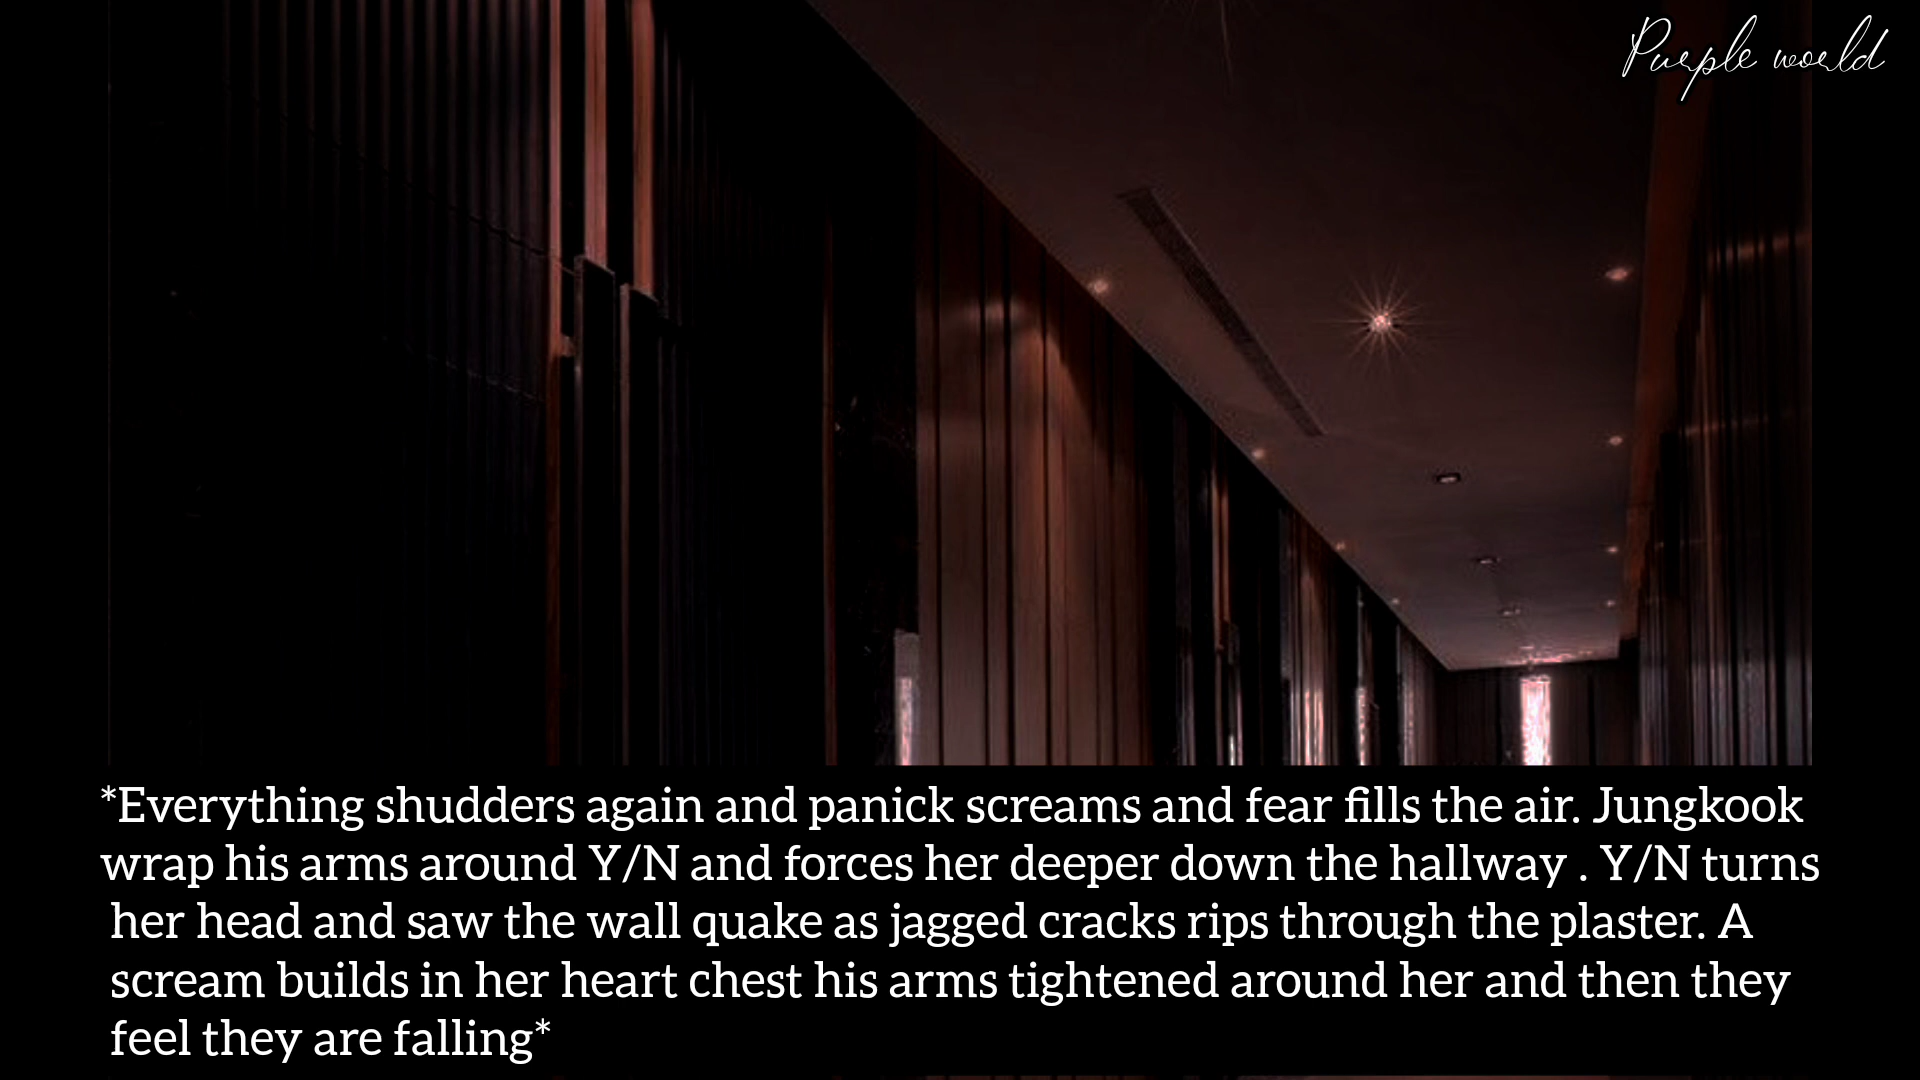 Purple world
*Everything shudders again and panick screams and fear fills the air. Jungkook
wrap his arms around Y/N and forces her deeper down the hallway . Y/N turns
her head and saw the wall quake as jagged cracks rips through the plaster. A
scream builds in her heart chest his arms tightened around her and then they
feel they are falling*